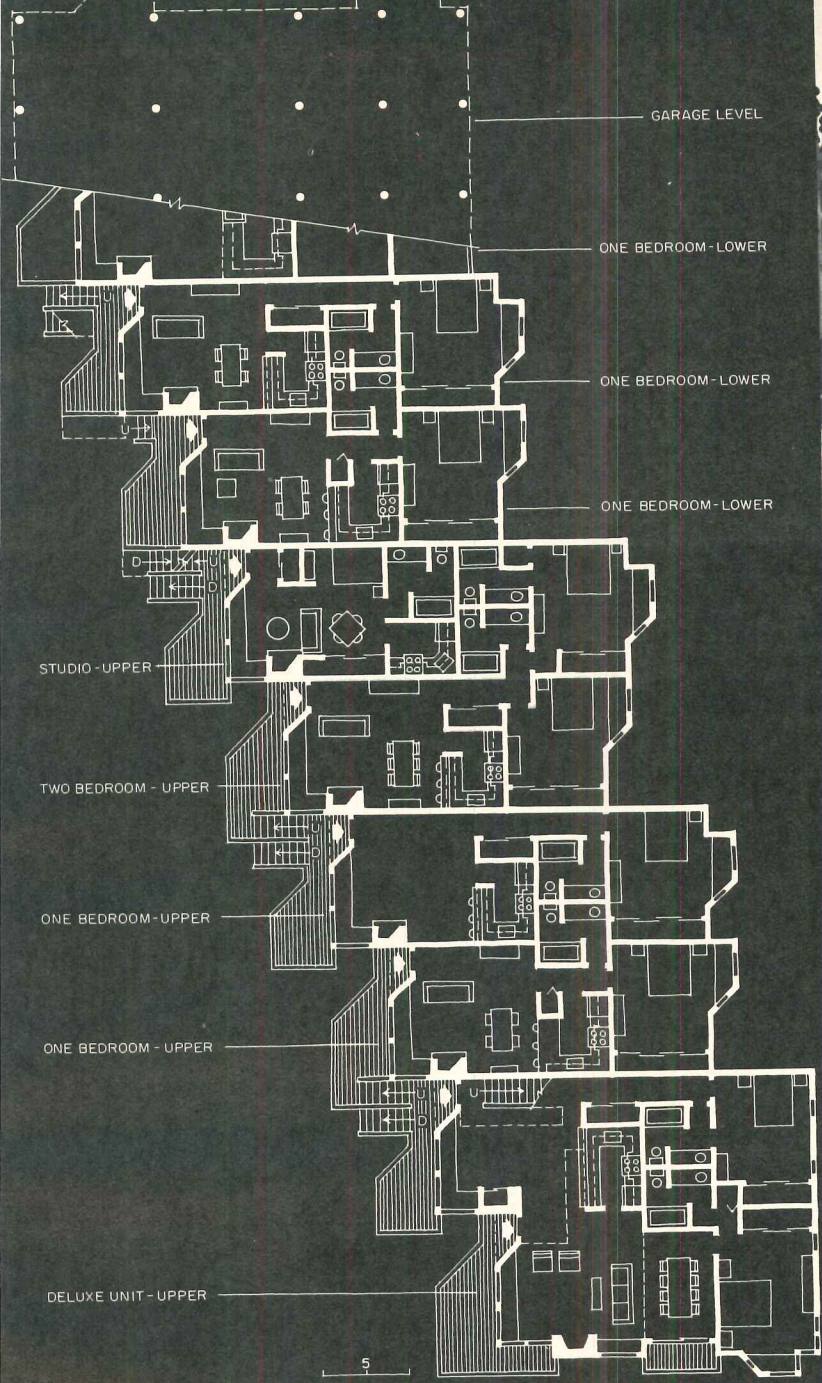 GARAGE LEVEL
ONE BEDROOM-LOWER
U
ONE BEDROOM-LOWER
U
ONE BEDROOM-LOWER
D
U
U
STUDIO-UPPER
TWO BEDROOM - UPPER
U
D
ONE BEDROOM-UPPER
ONE BEDROOM - UPPER
U
U
D
DELUXE UNIT-UPPER
5